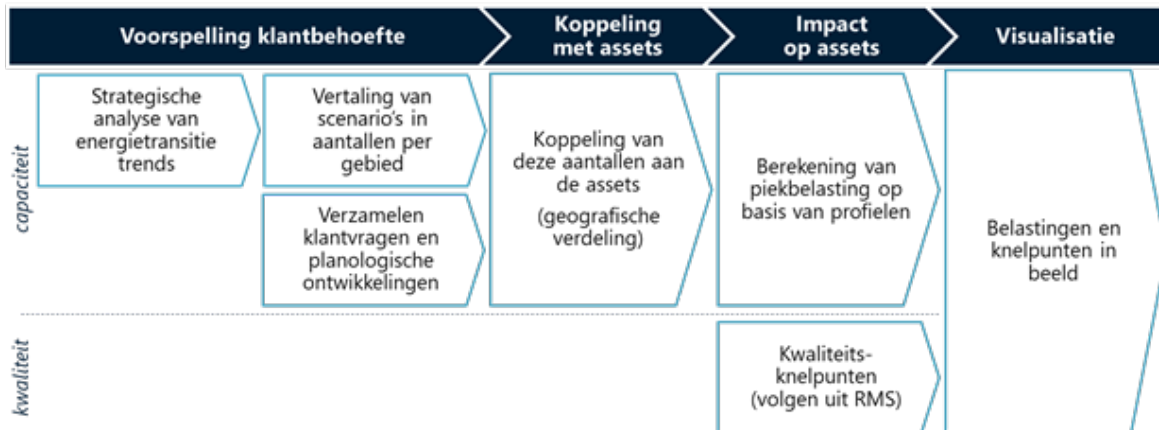 Voorspelling klantbehoefte
Koppeling
met assets
Impact
op assets
Visualisatie
capaciteit
Strategische
analyse van
energietransitie
trends
Vertaling van
scenario's in
aantallen per
gebied
Verzamelen
klantvragen en
planologische
ontwikkelingen
Koppeling van
deze aantallen aan
de assets
(geografische
verdeling)
Berekening van
piekbelasting op
basis van profielen
Belastingen en
knelpunten in
beeld
kwaliteit
Kwaliteits-
knelpunten
(volgen uit RMS)